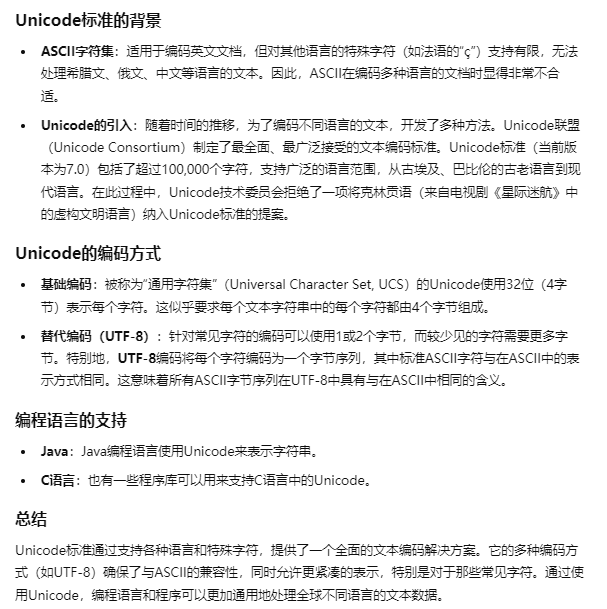 Unicode标准的背景
• ASCII字符集：适用于编码英文文档，但对其他语言的特殊字符（如法语的“ç”）支持有限，无法
处理希腊文、俄文、中文等语言的文本。因此，ASCII在编码多种语言的文档时显得非常不合
适。
• Unicode的引入：随着时间的推移，为了编码不同语言的文本，开发了多种方法。Unicode联盟
（Unicode Consortium）制定了最全面、最广泛接受的文本编码标准。Unicode标准（当前版
本为7.0）包括了超过100,000个字符，支持广泛的语言范围，从古埃及、巴比伦的古老语言到现
代语言。在此过程中，Unicode技术委员会拒绝了一项将克林贡语（来自电视剧《星际迷航》中
的虚构文明语言）纳入Unicode标准的提案。
Unicode的编码方式
• 基础编码：被称为“通用字符集”（Universal Character Set, UCS）的Unicode使用32位（4字
节）表示每个字符。这似乎要求每个文本字符串中的每个字符都由4个字节组成。
• 替代编码（UTF-8）：针对常见字符的编码可以使用1或2个字节，而较少见的字符需要更多字
节。特别地，UTF-8编码将每个字符编码为一个字节序列，其中标准ASCII字符与在ASCII中的表
示方式相同。这意味着所有ASCII字节序列在UTF-8中具有与在ASCII中相同的含义。
编程语言的支持
• Java：Java编程语言使用Unicode来表示字符串。
• C语言：也有一些程序库可以用来支持C语言中的Unicode。
总结
Unicode标准通过支持各种语言和特殊字符，提供了一个全面的文本编码解决方案。它的多种编码方
式（如UTF-8）确保了与ASCII的兼容性，同时允许更紧凑的表示，特别是对于那些常见字符。通过使
用Unicode，编程语言和程序可以更加通用地处理全球不同语言的文本数据。